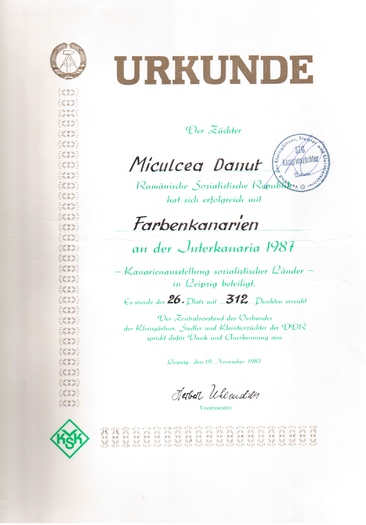 URKUNDE
Der Züchter
Miculcea Danut
Rumänische Sozialistische Republik
hat sich erfolgreich mit
Farbenkanarien
an der Interkanaria 1987
– Kanarienausstellung sozialistischer Länder –
in Leipzig beteiligt.
Es wurde der 26. Platz mit 312 Punkten erreicht
Der Zentralvorstand des Verbandes
der Kleingärtner, Siedler und Kleintierzüchter der DDR
spricht dafür Dank und Anerkennung aus.
Leipzig, den 19. November 1987
Vorsitzender
VKSK